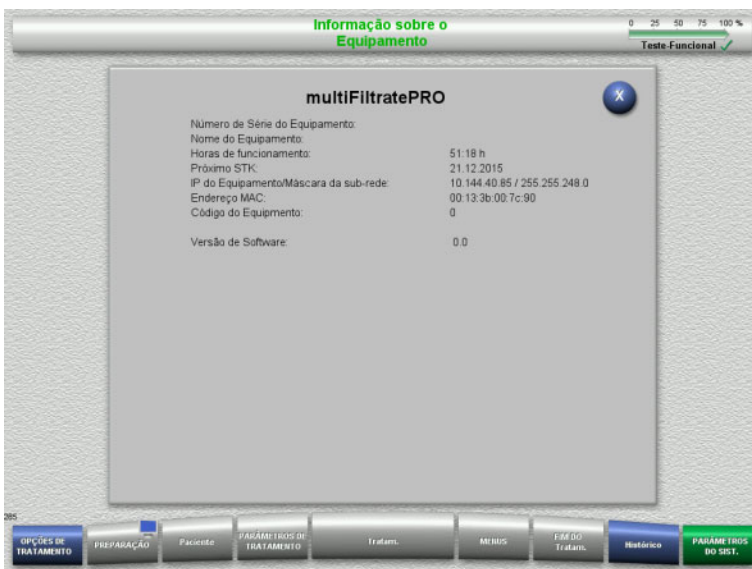 Informação sobre o
Equipamento
0 25 50 75 100 %
Teste-Funcional
multiFiltratePRO
X
Número de Série do Equipamento:
Nome do Equipamento:
Horas de funcionamento: 51:18 h
Próximo STK: 21.12.2015
IP do Equipamento/Máscara da sub-rede: 10.144.40.85 / 255.255.248.0
Endereço MAC: 00:13:3b:00:7c:90
Código do Equipmento: 0
Versão de Software: 0.0
265
OPÇÕES DE
TRATAMENTO
PREPARAÇÃO
Paciente
PARÂMETROS DE
TRATAMENTO
Tratam.
MENUS
FIM DO
Tratam.
Histórico
PARÂMETROS
DO SIST.